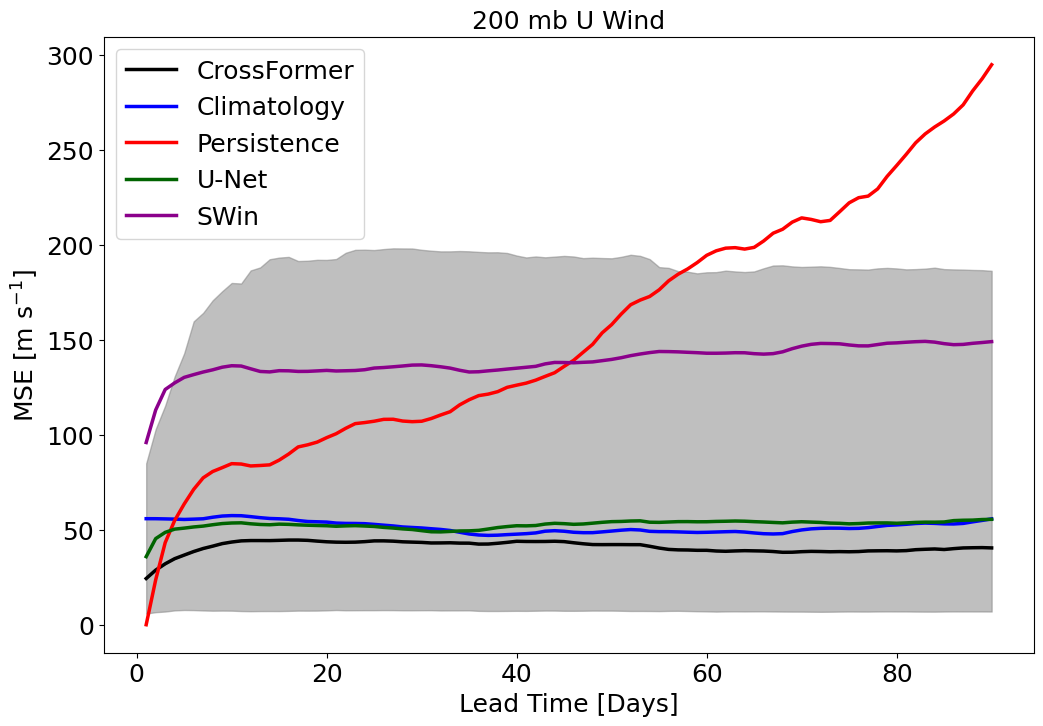 200 mb U Wind
CrossFormer
Climatology
Persistence
U-Net
SWin
MSE [m s⁻¹]
300
250
200
150
100
50
0
0 20 40 60 80
Lead Time [Days]